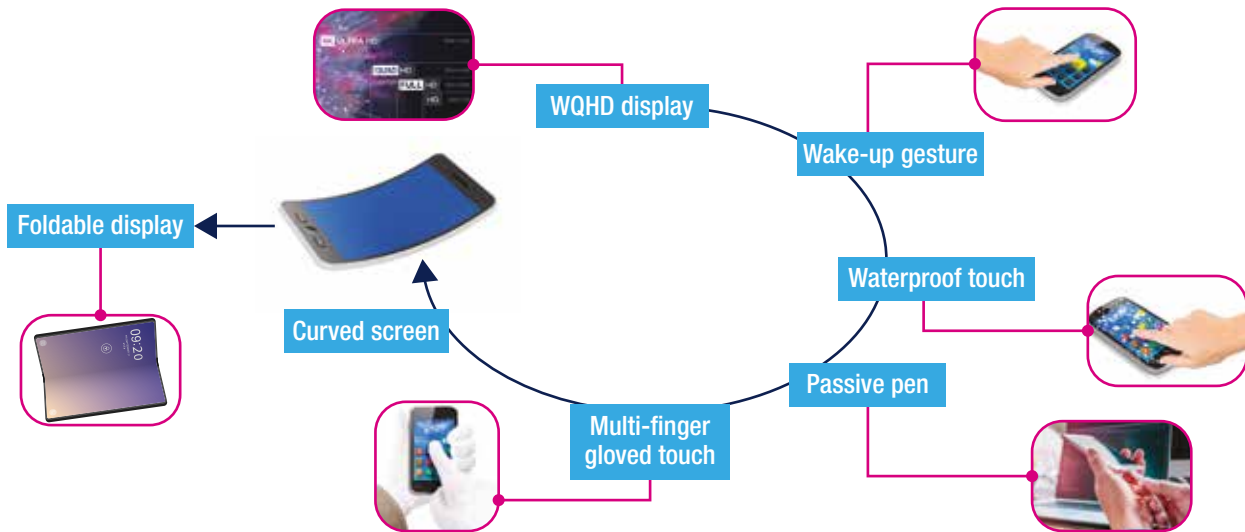 4K ULTRA HD
QUAD HD
FULL HD
HD
WQHD display
Wake-up gesture
Foldable display
Waterproof touch
09:20
Curved screen
Passive pen
Multi-finger
gloved touch